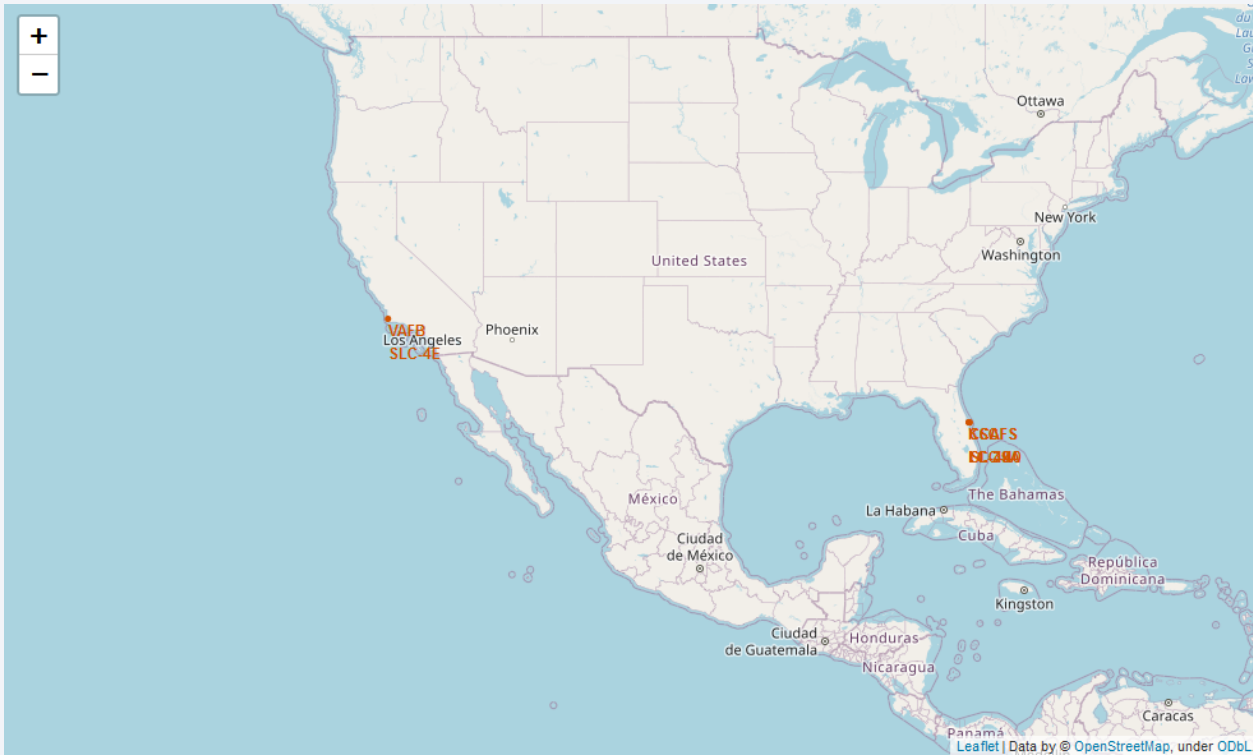 +
−
Ottawa
New York
Washington
United States
VAFB
Los Angeles
SLC-4E
Phoenix
The Bahamas
México
La Habana
Cuba
Ciudad
de México
República
Dominicana
Kingston
Ciudad
de Guatemala
Honduras
Nicaragua
Caracas
Panamá
Leaflet | Data by © OpenStreetMap, under ODbL